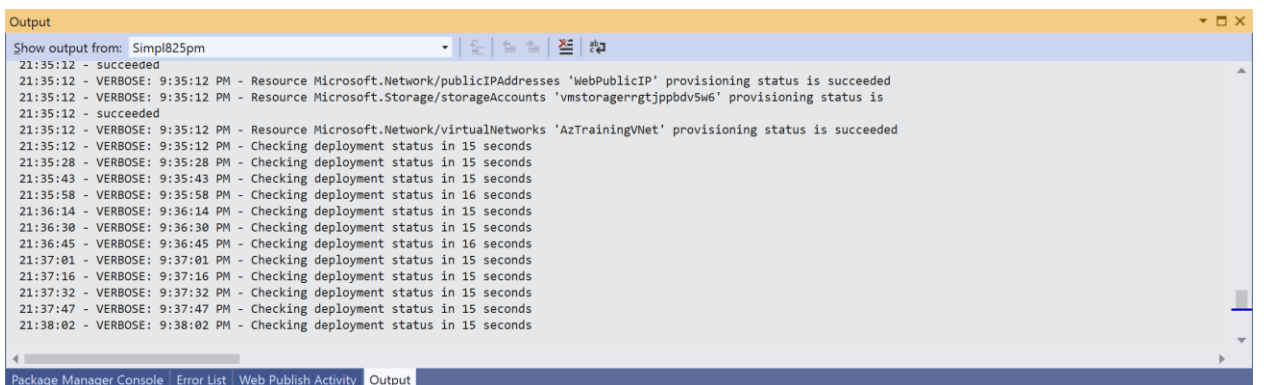 Output
Show output from: Simpl825pm
21:35:12 - succeeded
21:35:12 - VERBOSE: 9:35:12 PM - Resource Microsoft.Network/publicIPAddresses 'WebPublicIP' provisioning status is succeeded
21:35:12 - VERBOSE: 9:35:12 PM - Resource Microsoft.Storage/storageAccounts 'vmstoragerrgtjppbdv5w6' provisioning status is
21:35:12 - succeeded
21:35:12 - VERBOSE: 9:35:12 PM - Resource Microsoft.Network/virtualNetworks 'AzTrainingVNet' provisioning status is succeeded
21:35:12 - VERBOSE: 9:35:12 PM - Checking deployment status in 15 seconds
21:35:28 - VERBOSE: 9:35:28 PM - Checking deployment status in 15 seconds
21:35:43 - VERBOSE: 9:35:43 PM - Checking deployment status in 15 seconds
21:35:58 - VERBOSE: 9:35:58 PM - Checking deployment status in 16 seconds
21:36:14 - VERBOSE: 9:36:14 PM - Checking deployment status in 15 seconds
21:36:30 - VERBOSE: 9:36:30 PM - Checking deployment status in 15 seconds
21:36:45 - VERBOSE: 9:36:45 PM - Checking deployment status in 16 seconds
21:37:01 - VERBOSE: 9:37:01 PM - Checking deployment status in 15 seconds
21:37:16 - VERBOSE: 9:37:16 PM - Checking deployment status in 15 seconds
21:37:32 - VERBOSE: 9:37:32 PM - Checking deployment status in 15 seconds
21:37:47 - VERBOSE: 9:37:47 PM - Checking deployment status in 15 seconds
21:38:02 - VERBOSE: 9:38:02 PM - Checking deployment status in 15 seconds
Package Manager Console Error List Web Publish Activity Output